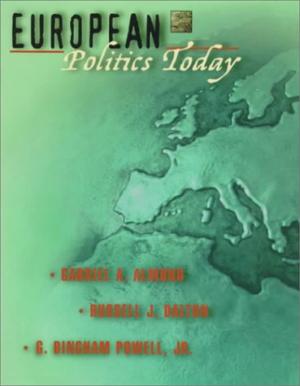 EUROPEAN
Politics Today
• GABRIEL A. ALMOND
• RUSSELL J. DALTON
• G. BINGHAM POWELL, JR.